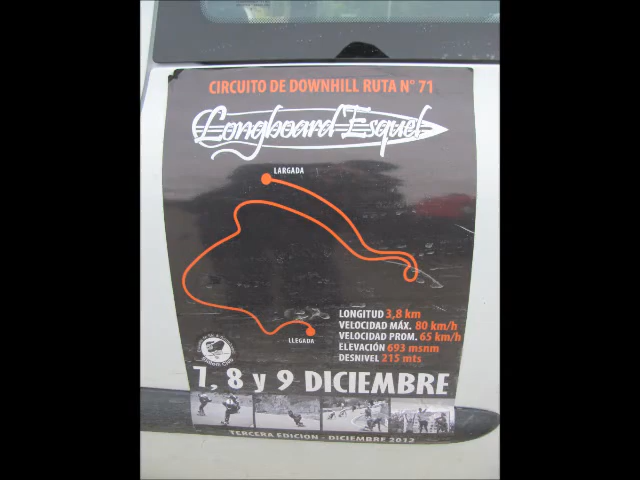 CIRCUITO DE DOWNHILL RUTA N° 71
Longboard Esquel
LARGADA
LONGITUD 3,8 km
VELOCIDAD MÁX. 80 km/h
VELOCIDAD PROM. 65 km/h
ELEVACIÓN 693 msnm
DESNIVEL 215 mts
LLEGADA
7, 8 y 9 DICIEMBRE
TERCERA EDICION - DICIEMBRE 2012